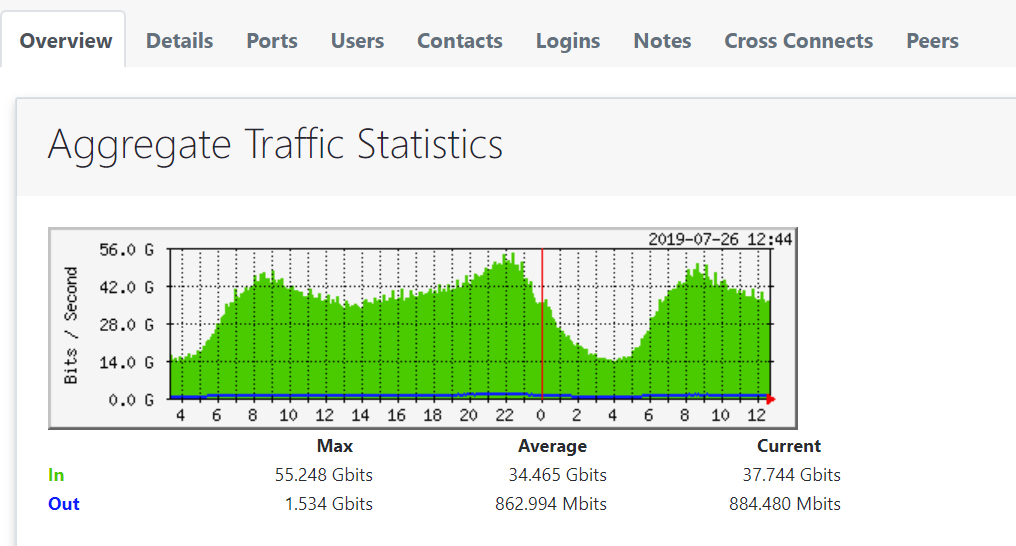 Overview Details Ports Users Contacts Logins Notes Cross Connects Peers
Aggregate Traffic Statistics
2019-07-26 12:44
Bits / Second
56.0 G
42.0 G
28.0 G
14.0 G
0.0 G
4 6 8 10 12 14 16 18 20 22 0 2 4 6 8 10 12
Max Average Current
In 55.248 Gbits 34.465 Gbits 37.744 Gbits
Out 1.534 Gbits 862.994 Mbits 884.480 Mbits